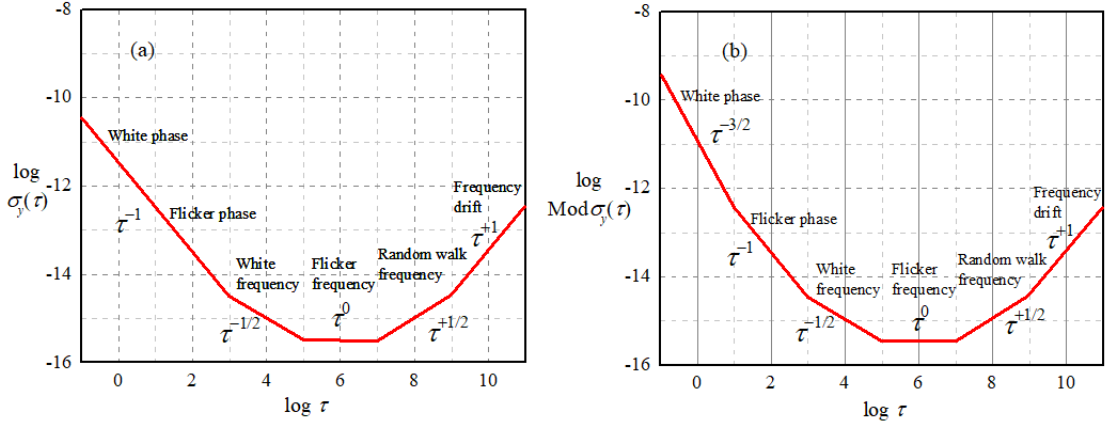 -8
(a)
-10
White phase
log
σy(τ)
-12
τ−1
Flicker phase
Frequency
drift
τ+1
-14
White
frequency
Flicker
frequency
Random walk
frequency
τ−1/2
τ0
τ+1/2
-16
0 2 4 6 8 10
log τ
-8
(b)
-10
White phase
τ−3/2
log
Mod σy(τ)
-12
Flicker phase
τ−1
Frequency
drift
τ+1
-14
White
frequency
Flicker
frequency
Random walk
frequency
τ−1/2
τ0
τ+1/2
-16
0 2 4 6 8 10
log τ